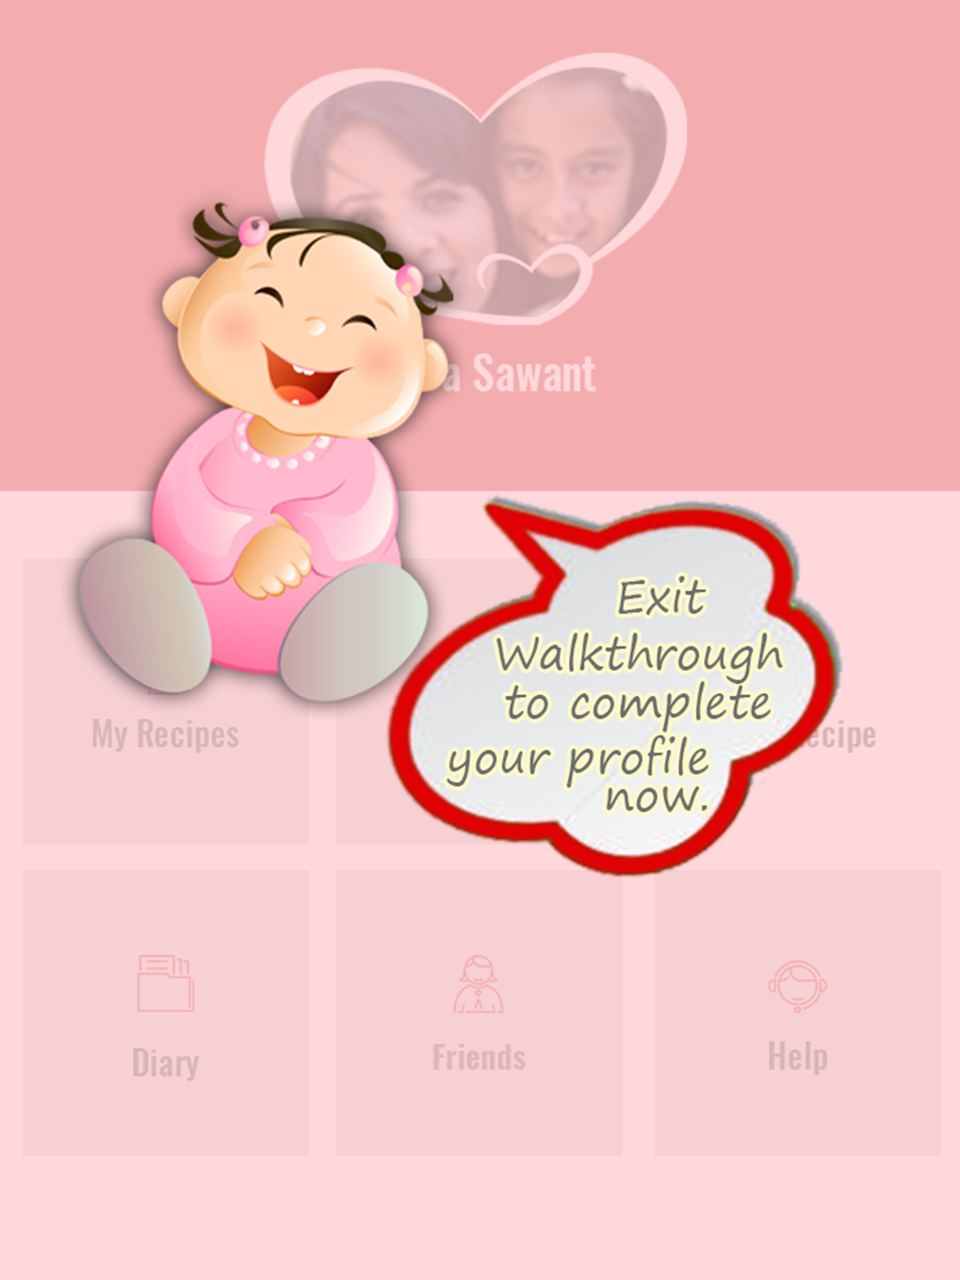 a Sawant
Exit
Walkthrough
to complete
your profile
now.
My Recipes
ecipe
Diary
Friends
Help